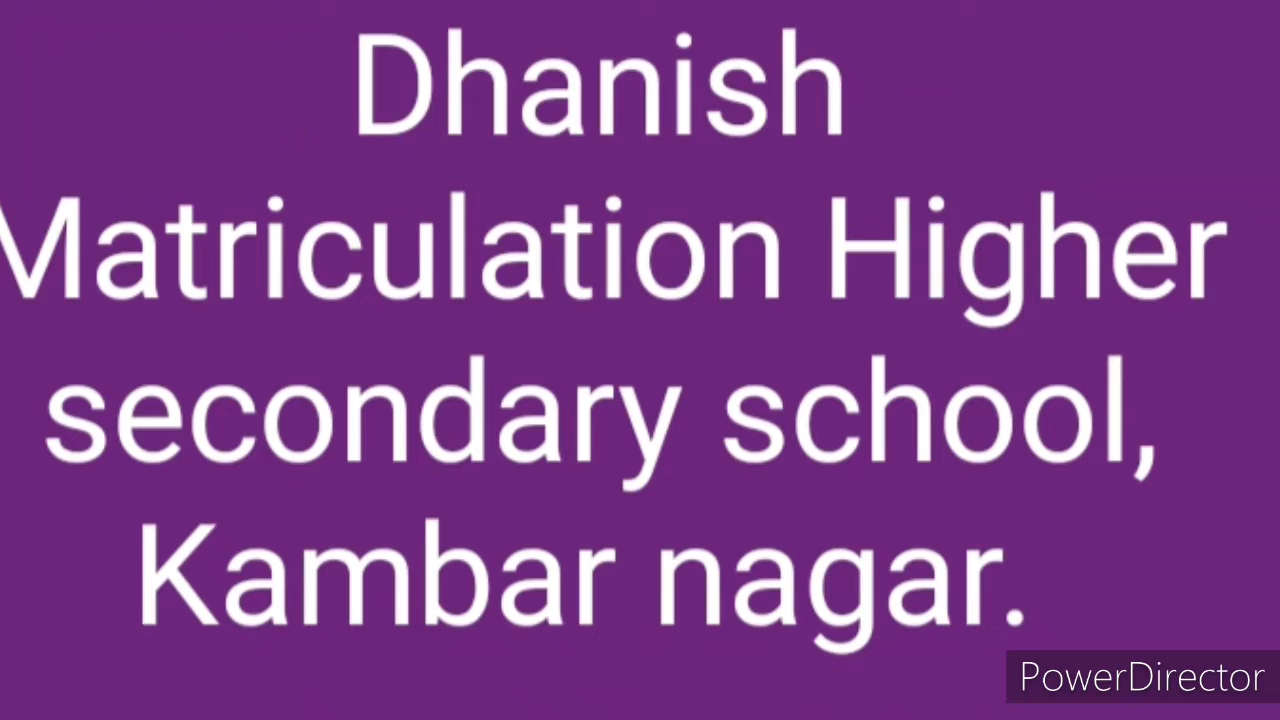 Dhanish
Matriculation Higher
secondary school,
Kambar nagar.
PowerDirector